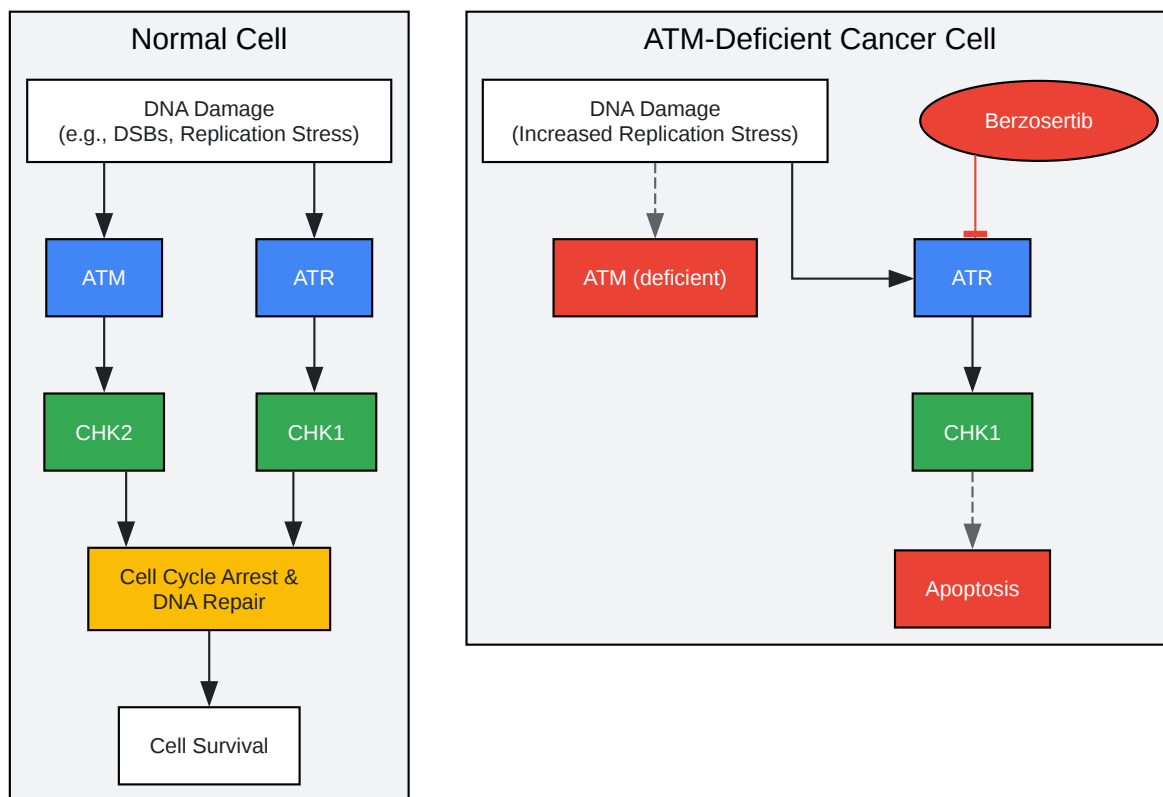 Normal Cell
DNA Damage
(e.g., DSBs, Replication Stress)
ATM
ATR
CHK2
CHK1
Cell Cycle Arrest &
DNA Repair
Cell Survival
ATM-Deficient Cancer Cell
DNA Damage
(Increased Replication Stress)
Berzosertib
ATM (deficient)
ATR
CHK1
Apoptosis